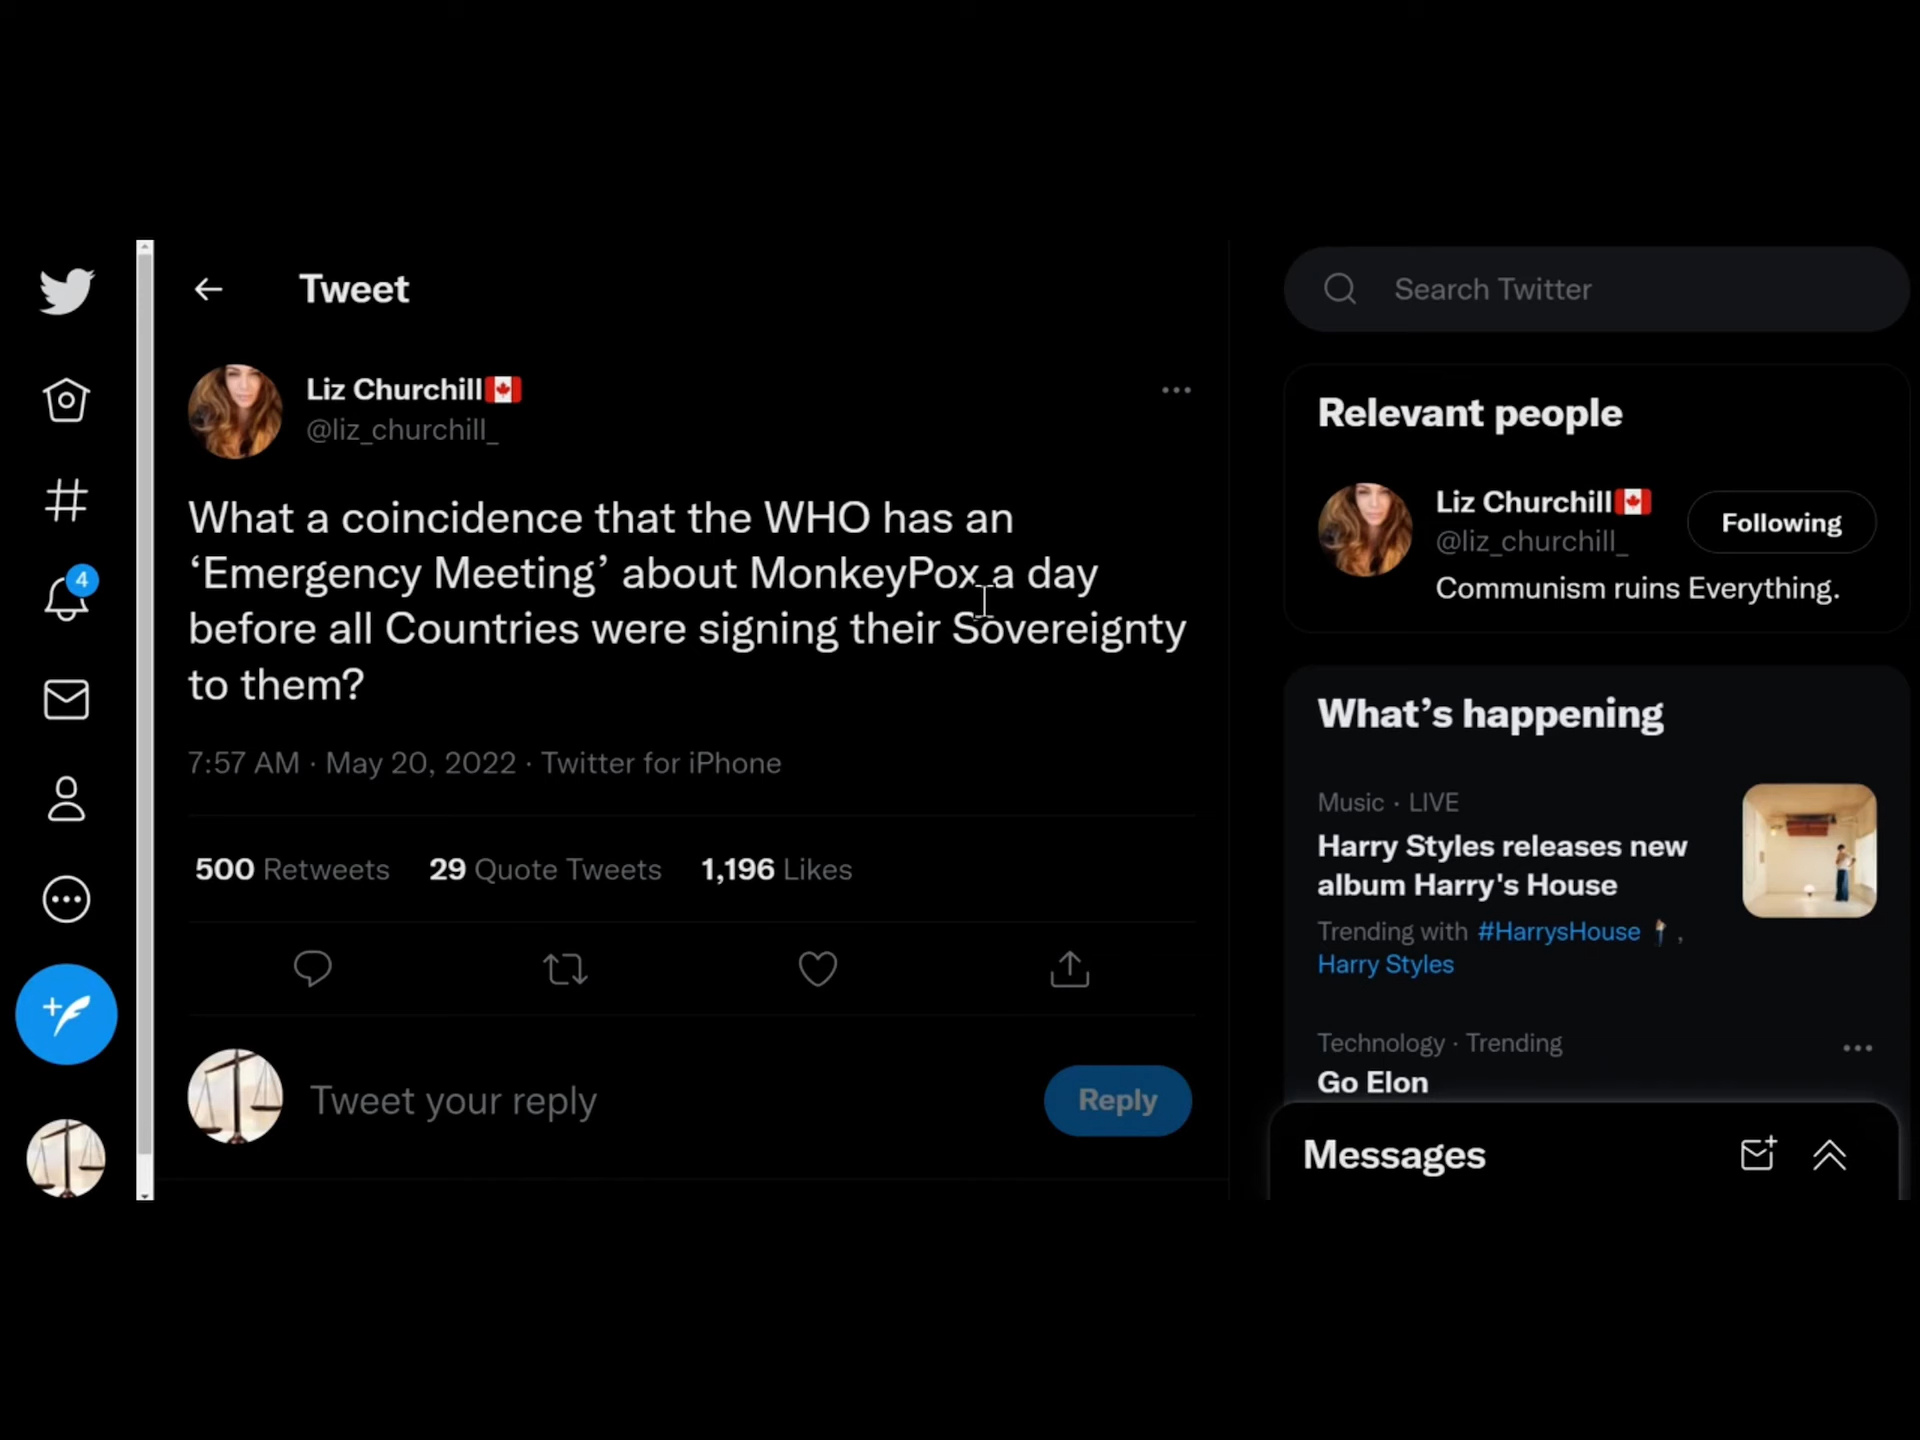 Tweet
Liz Churchill🇨🇦
@liz_churchill_
What a coincidence that the WHO has an
‘Emergency Meeting’ about MonkeyPox a day
before all Countries were signing their Sovereignty
to them?
7:57 AM · May 20, 2022 · Twitter for iPhone
500 Retweets 29 Quote Tweets 1,196 Likes
Tweet your reply
Reply
4
Search Twitter
Relevant people
Liz Churchill🇨🇦
@liz_churchill_
Following
Communism ruins Everything.
What’s happening
Music · LIVE
Harry Styles releases new
album Harry's House
Trending with #HarrysHouse ,
Harry Styles
Technology · Trending
Go Elon
Messages